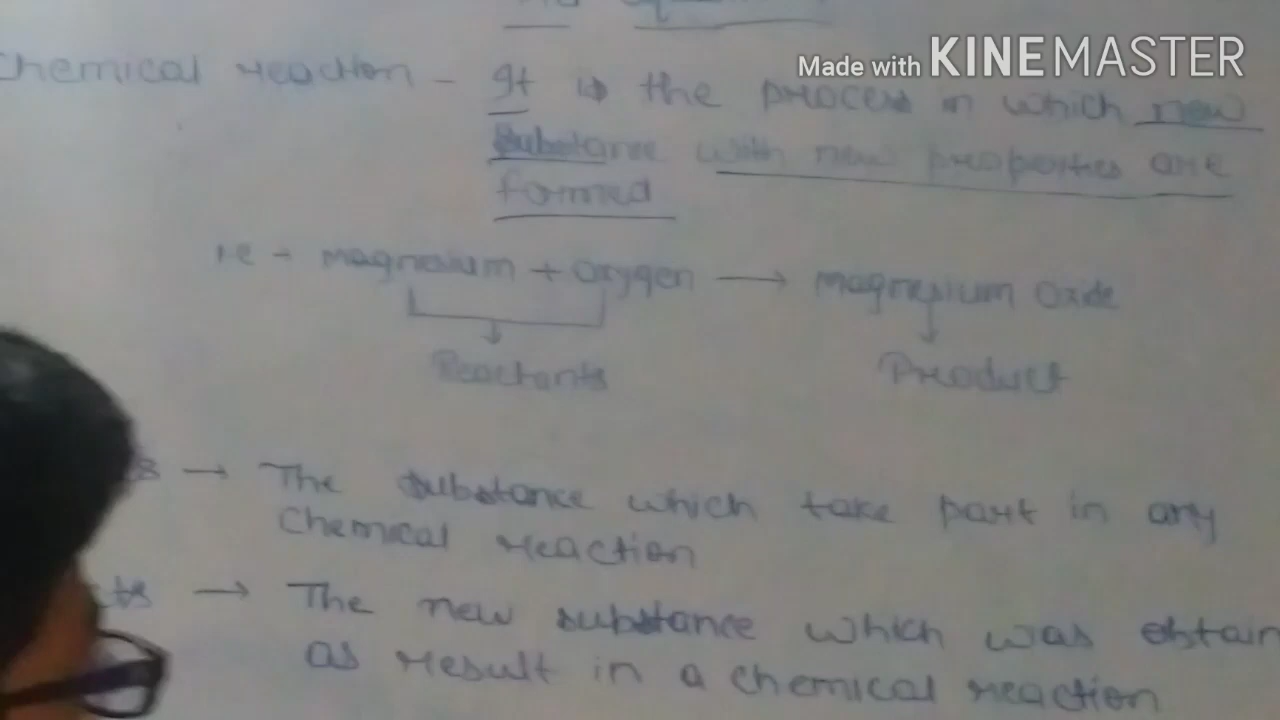 Made with KINEMASTER
Chemical reaction - It is the process in which new
substance with new properties are
formed
i.e - magnesium + oxygen → magnesium oxide
Reactants Product
The substance which take part in any
chemical reaction
The new substance which was obtain
as result in a chemical reaction